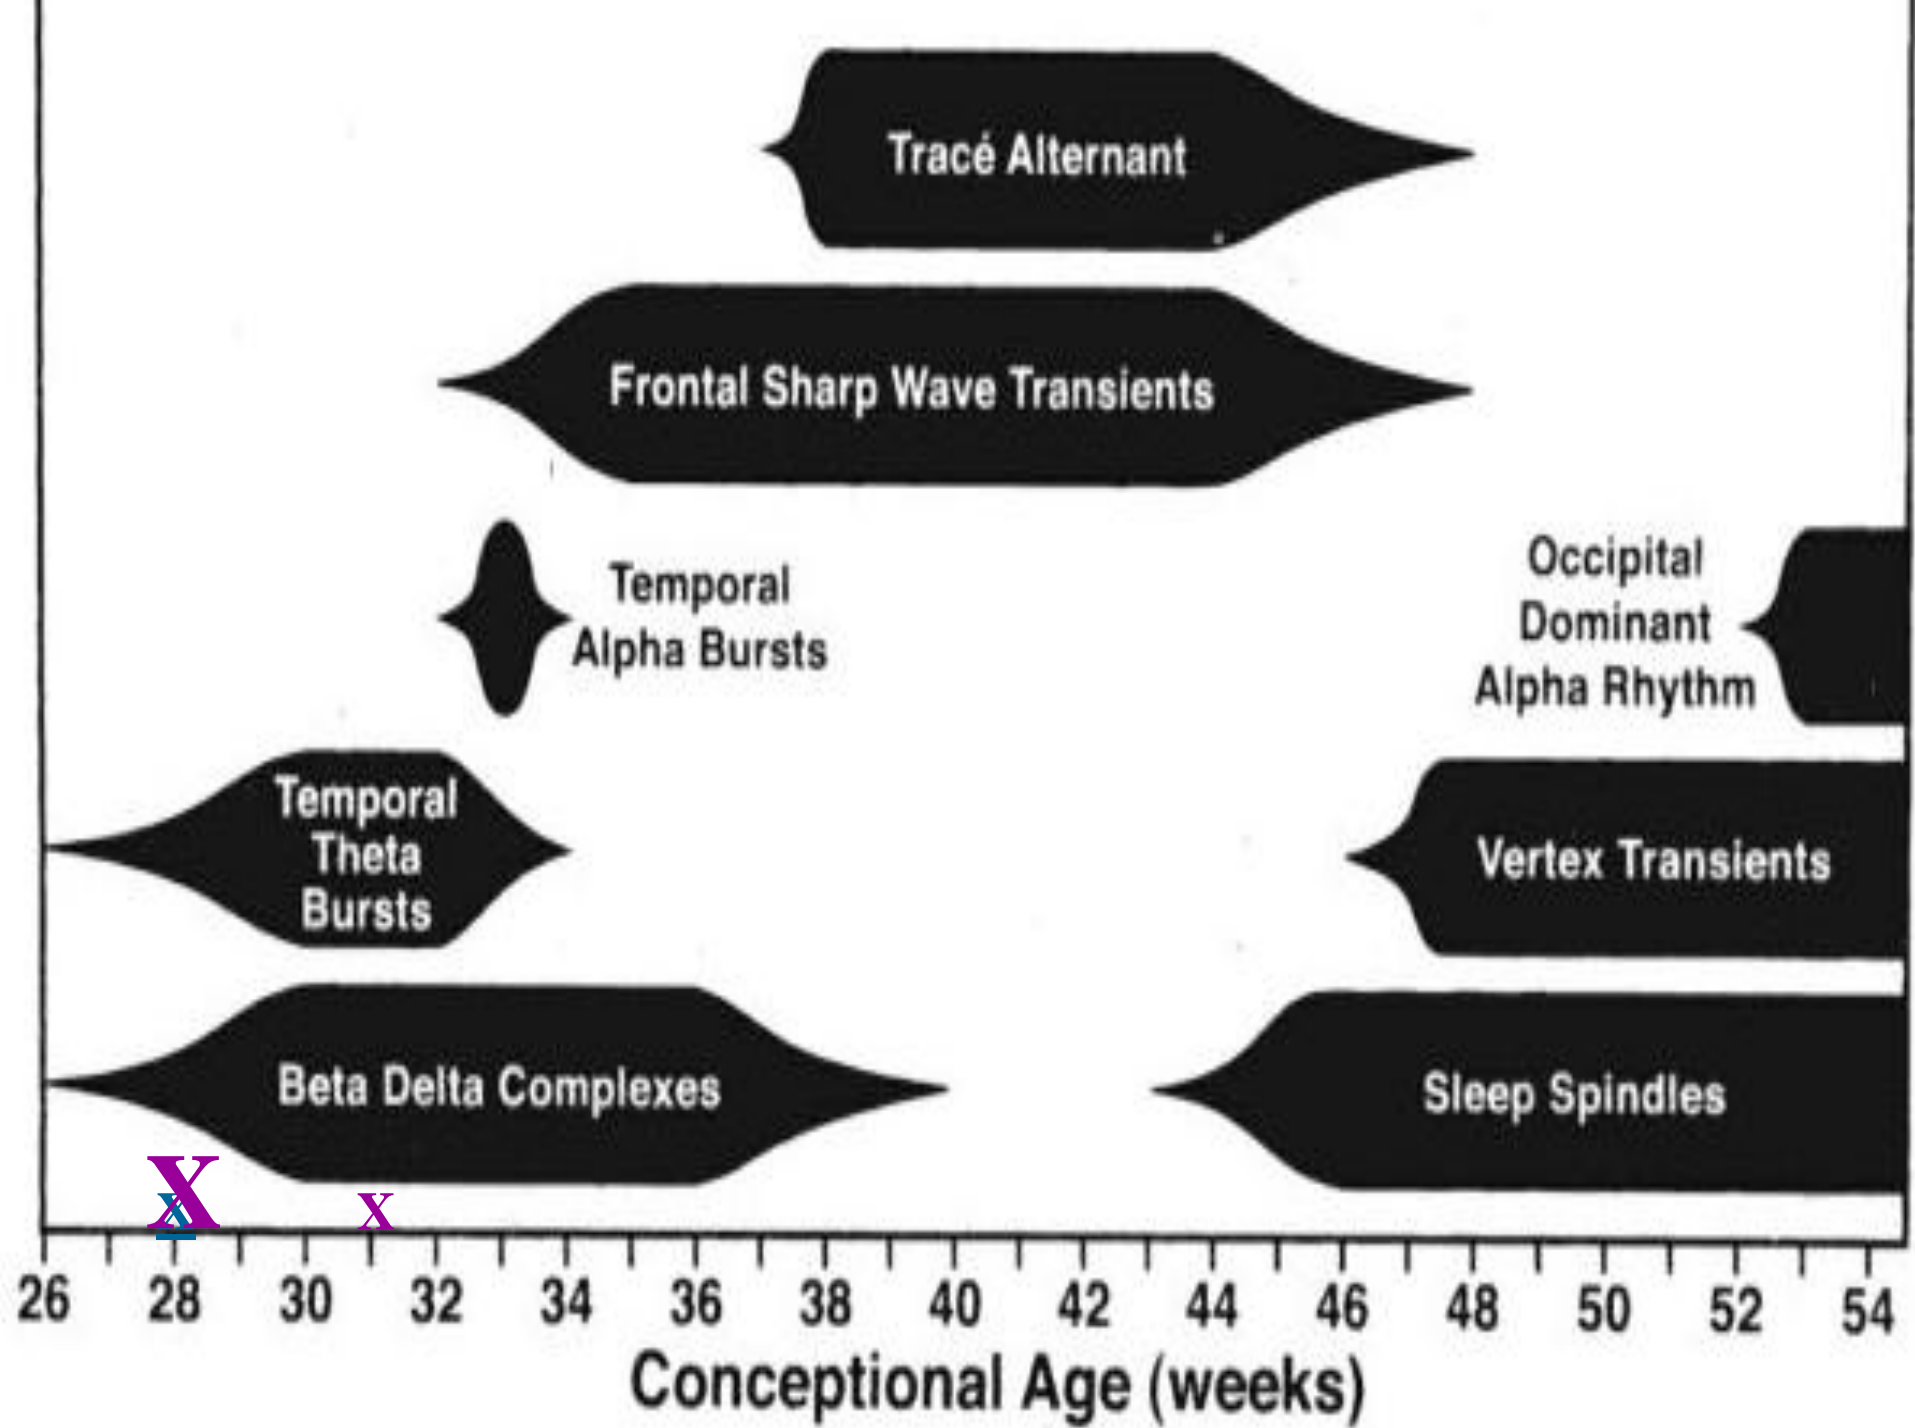 Tracé Alternant
Frontal Sharp Wave Transients
Temporal
Alpha Bursts
Occipital
Dominant
Alpha Rhythm
Temporal
Theta
Bursts
Vertex Transients
Beta Delta Complexes
Sleep Spindles
X
x
x
26 28 30 32 34 36 38 40 42 44 46 48 50 52 54
Conceptional Age (weeks)